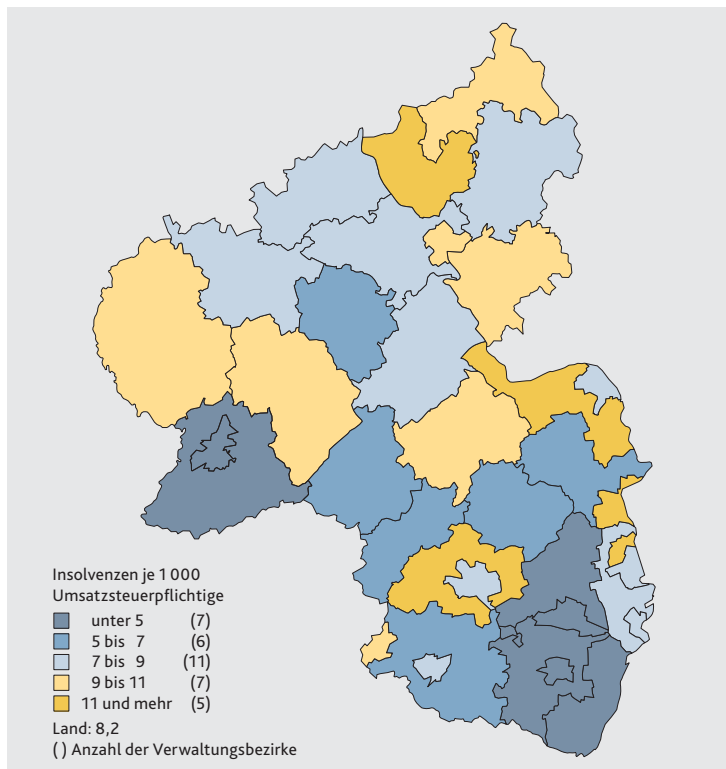 Insolvenzen je 1 000
Umsatzsteuerpflichtige
unter 5 (7)
5 bis 7 (6)
7 bis 9 (11)
9 bis 11 (7)
11 und mehr (5)
Land: 8,2
( ) Anzahl der Verwaltungsbezirke